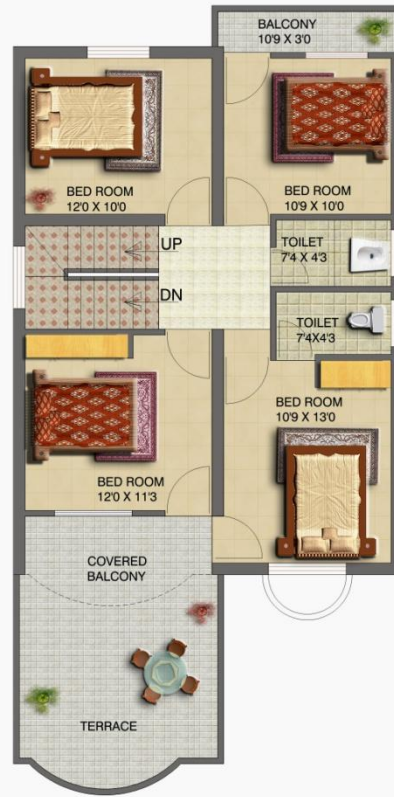 BALCONY
10'9 X 3'0
BED ROOM
12'0 X 10'0
BED ROOM
10'9 X 10'0
UP
TOILET
7'4 X 4'3
DN
TOILET
7'4X4'3
BED ROOM
10'9 X 13'0
BED ROOM
12'0 X 11'3
COVERED
BALCONY
TERRACE